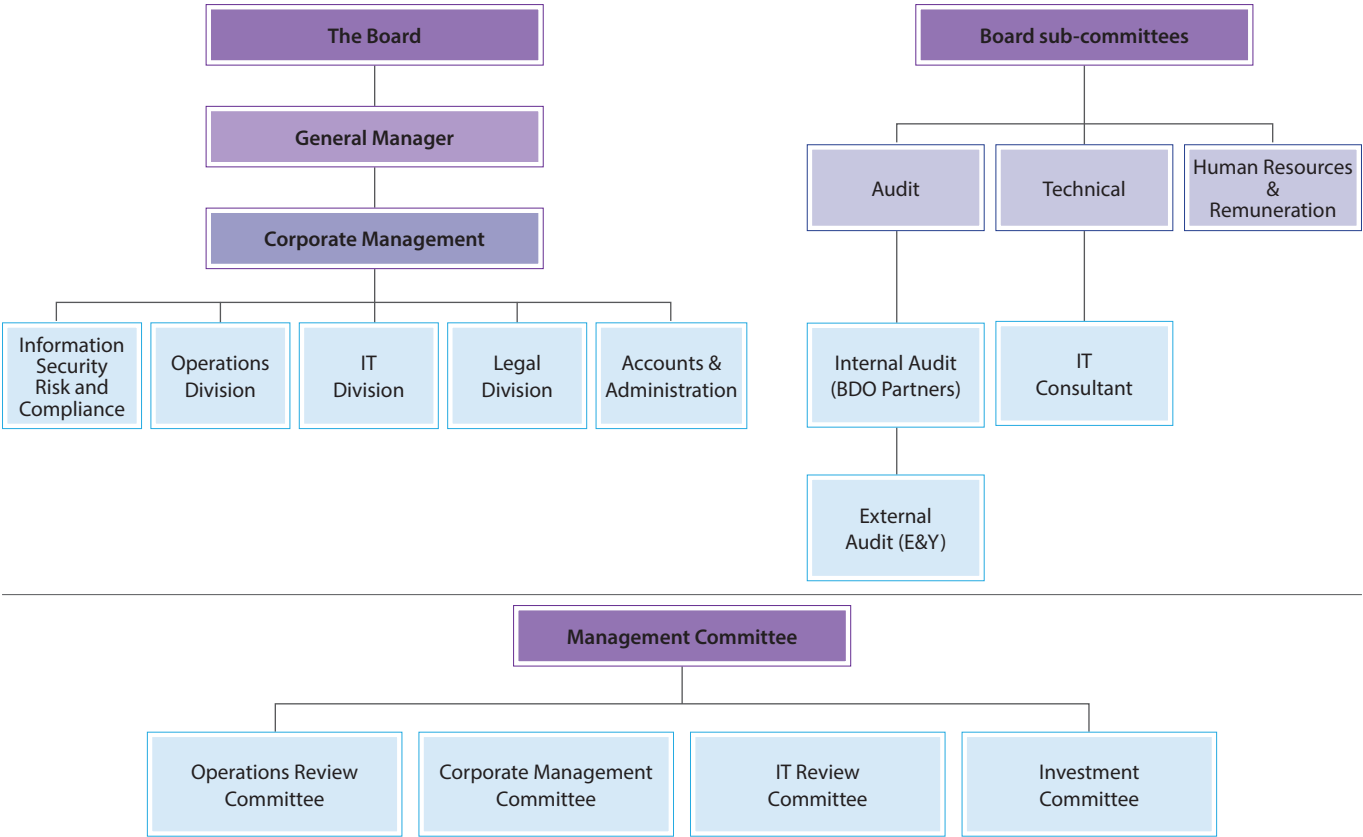 The Board
General Manager
Corporate Management
Information
Security
Risk and
Compliance
Operations
Division
IT
Division
Legal
Division
Accounts &
Administration
Board sub-committees
Audit
Technical
Human Resources
&
Remuneration
Internal Audit
(BDO Partners)
IT
Consultant
External
Audit (E&Y)
Management Committee
Operations Review
Committee
Corporate Management
Committee
IT Review
Committee
Investment
Committee